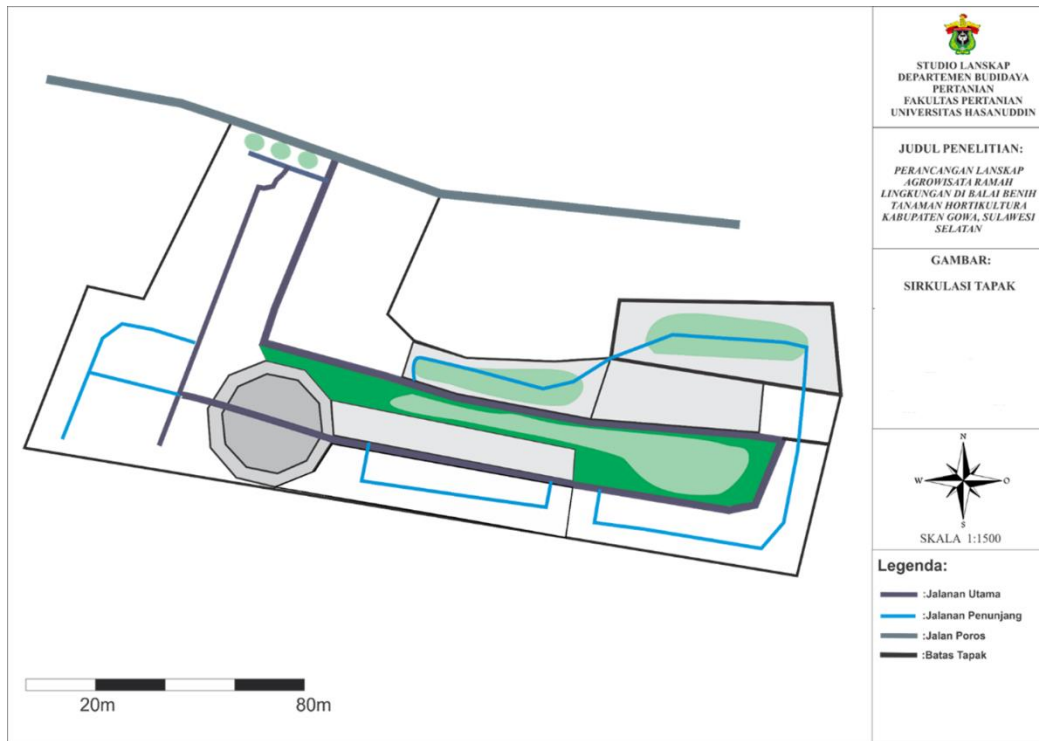 STUDIO LANSKAP
DEPARTEMEN BUDIDAYA
PERTANIAN
FAKULTAS PERTANIAN
UNIVERSITAS HASANUDDIN
JUDUL PENELITIAN:
PERANCANGAN LANSKAP
AGROWISATA RAMAH
LINGKUNGAN DI BALAI BENIH
TANAMAN HORTIKULTURA
KABUPATEN GOWA, SULAWESI
SELATAN
GAMBAR:
SIRKULASI TAPAK
N
W
O
S
SKALA 1:1500
Legenda:
:Jalanan Utama
:Jalanan Penunjang
:Jalan Poros
:Batas Tapak
20m
80m